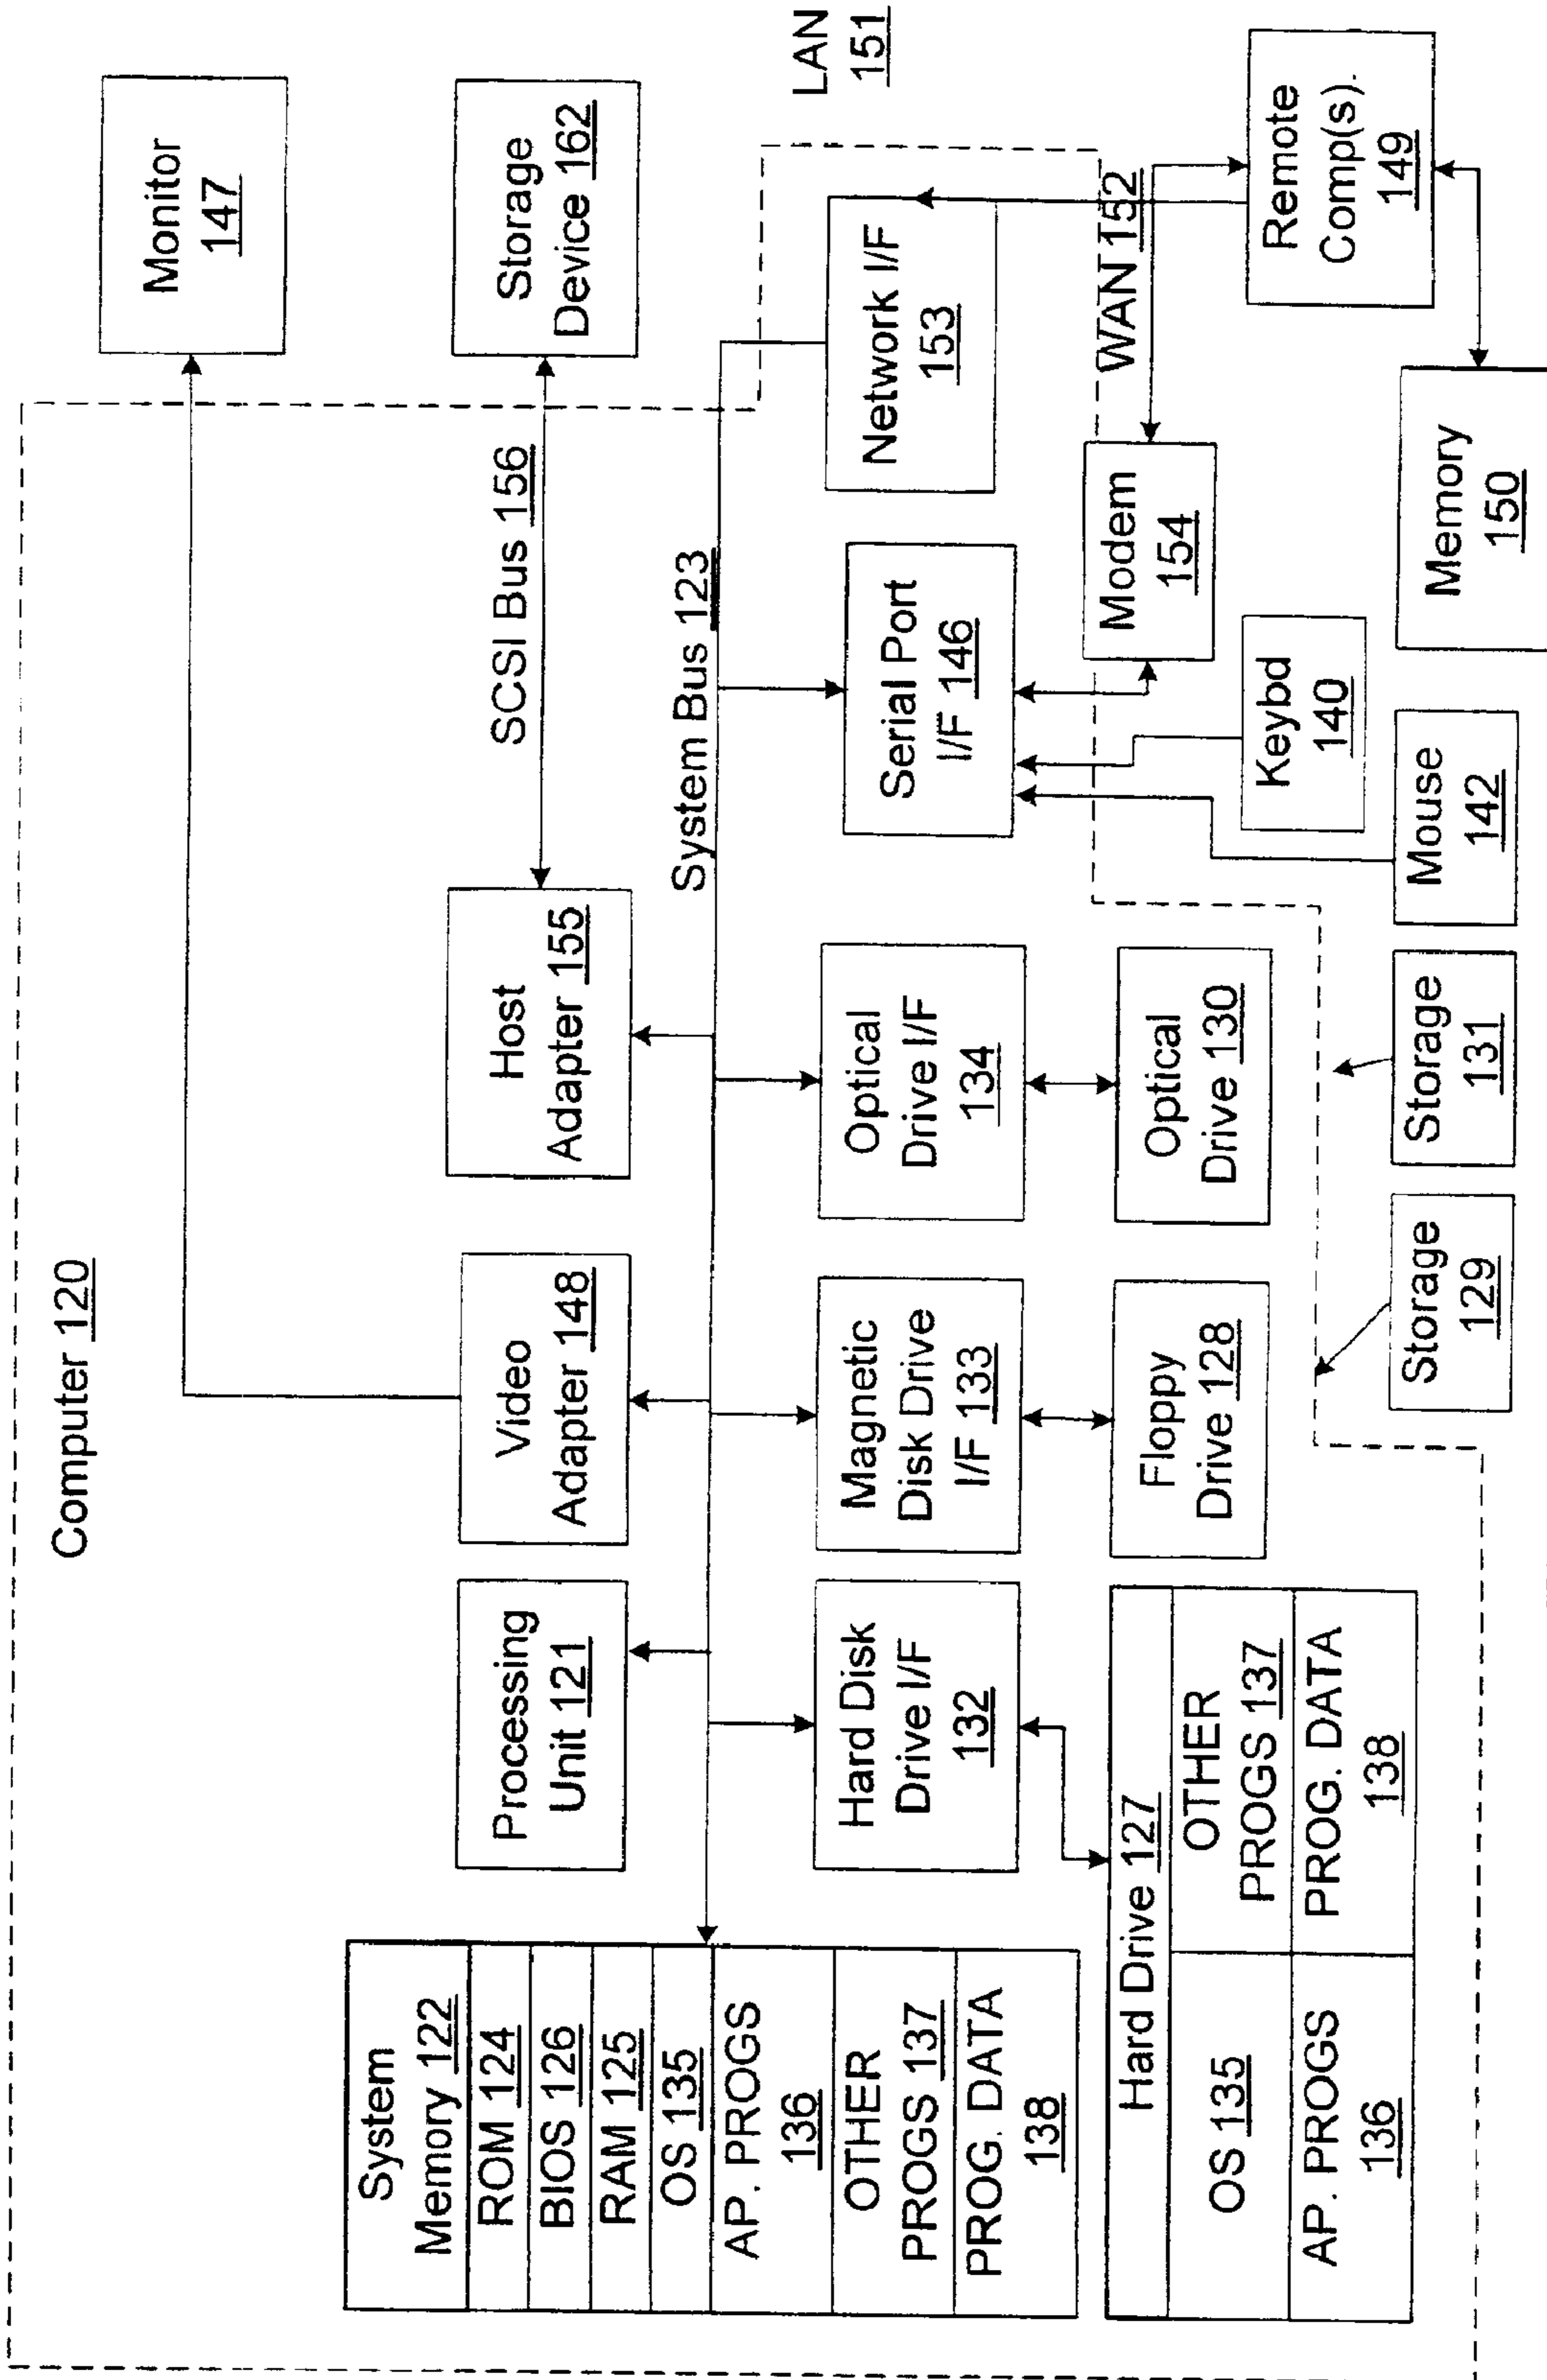 Computer 120
Monitor
147
System
Memory 122
ROM 124
BIOS 126
RAM 125
OS 135
AP. PROGS
136
OTHER
PROGS 137
PROG. DATA
138
Processing
Unit 121
Video
Adapter 148
Host
Adapter 155
SCSI Bus 156
Storage
Device 162
System Bus 123
Hard Disk
Drive I/F
132
Magnetic
Disk Drive
I/F 133
Optical
Drive I/F
134
Serial Port
I/F 146
Network I/F
153
LAN
151
Hard Drive 127
OS 135
OTHER
PROGS 137
AP. PROGS
136
PROG. DATA
138
Floppy
Drive 128
Optical
Drive 130
Modem
154
WAN 152
Remote
Comp(s).
149
Keybd
140
Storage
129
Storage
131
Mouse
142
Memory
150